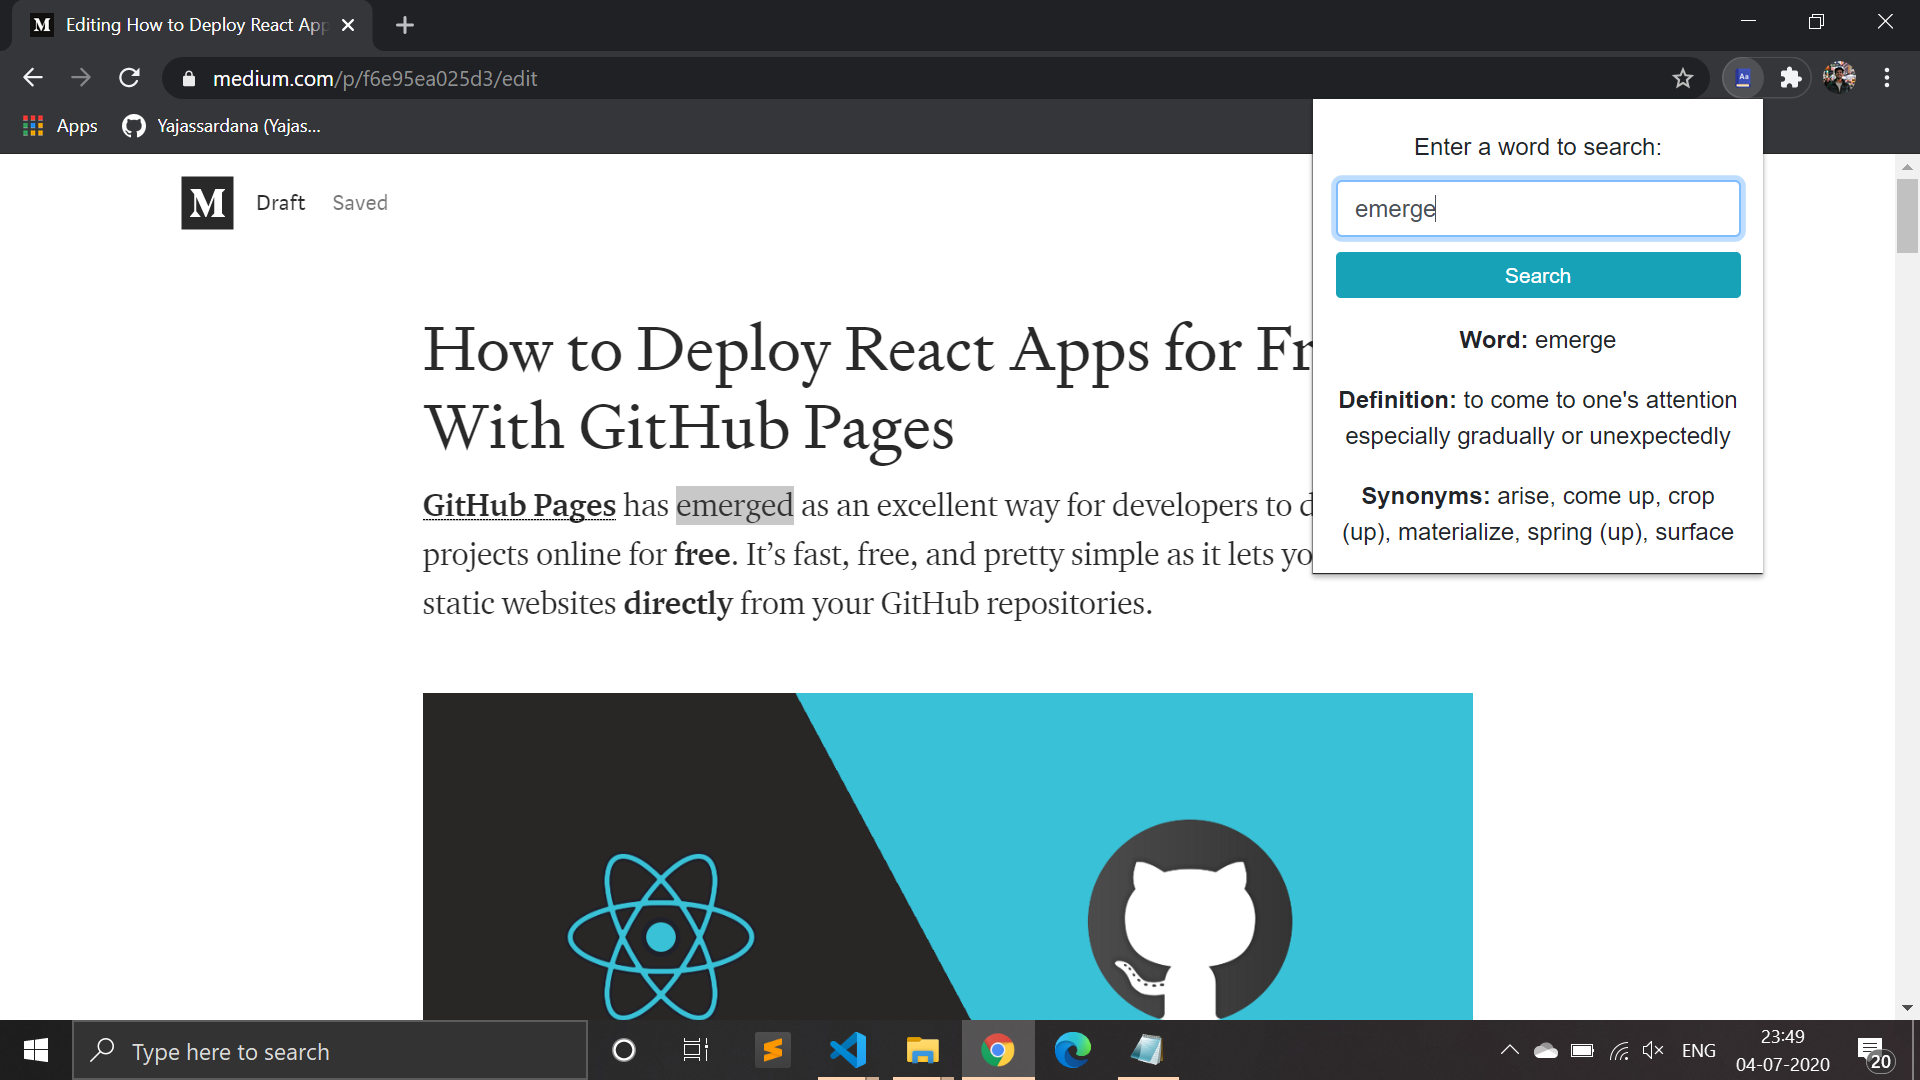 Editing How to Deploy React App
medium.com/p/f6e95ea025d3/edit
Apps
Yajassardana (Yajas...
M
Draft
Saved
How to Deploy React Apps for Fr
With GitHub Pages
GitHub Pages has emerged as an excellent way for developers to d
projects online for free. It’s fast, free, and pretty simple as it lets yo
static websites directly from your GitHub repositories.
Enter a word to search:
emerge
Search
Word: emerge
Definition: to come to one's attention
especially gradually or unexpectedly
Synonyms: arise, come up, crop
(up), materialize, spring (up), surface
Type here to search
ENG
23:49
04-07-2020
20